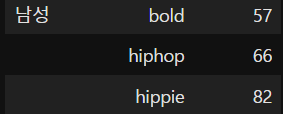 남성 bold 57
hiphop 66
hippie 82